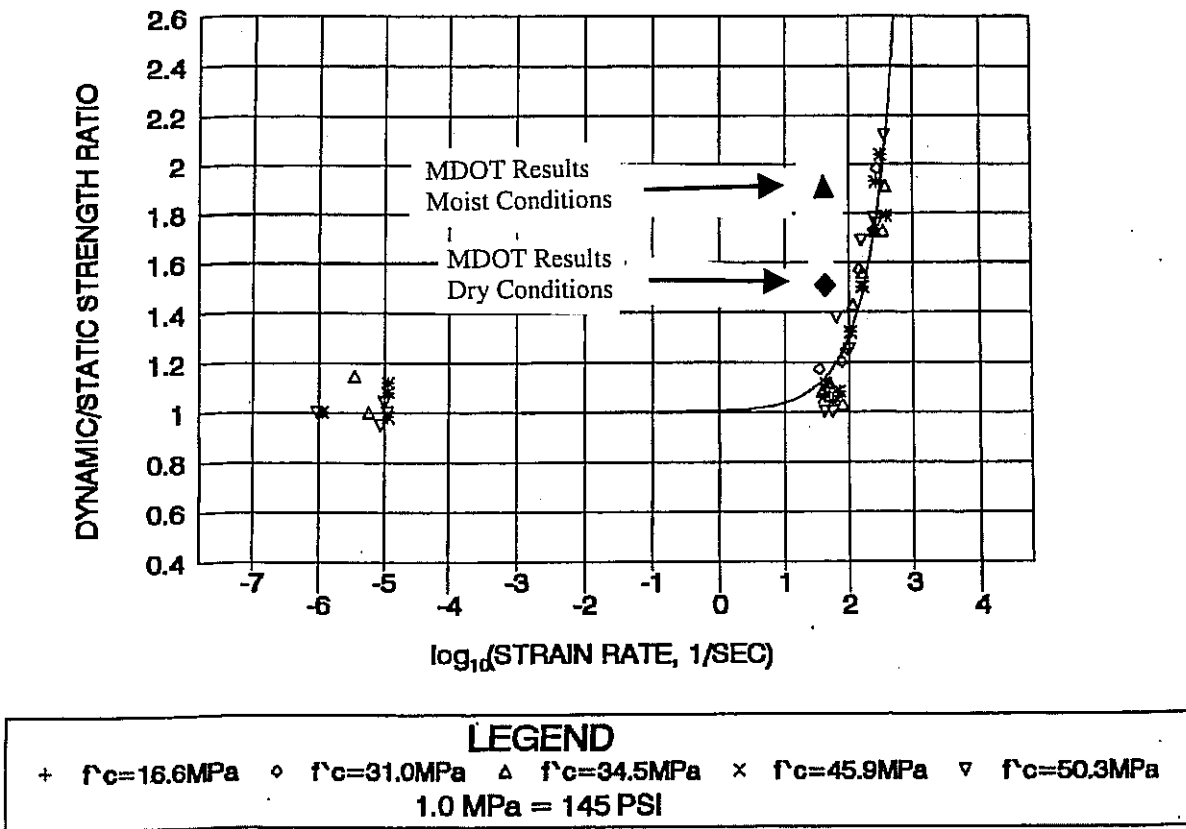 DYNAMIC/STATIC STRENGTH RATIO
2.6
2.4
2.2
2
1.8
1.6
1.4
1.2
1
0.8
0.6
0.4
MDOT Results
Moist Conditions
MDOT Results
Dry Conditions
-7 -5 -3 -1 1 3
-6 -4 -2 0 2 4
log10(STRAIN RATE, 1/SEC)
LEGEND
+ f`c=16.6MPa ◇ f`c=31.0MPa △ f`c=34.5MPa × f`c=45.9MPa ▽ f`c=50.3MPa
1.0 MPa = 145 PSI